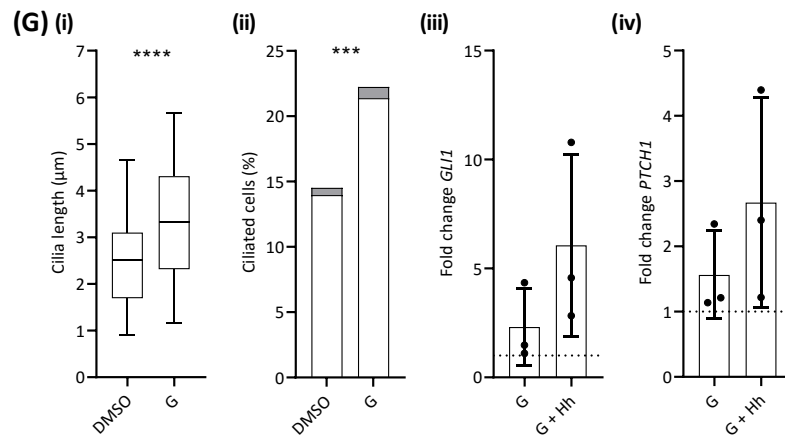 (G) (i)
(ii)
(iii)
(iv)
Cilia length (µm)
7
6
5
4
3
2
1
0
****
DMSO
G
Ciliated cells (%)
25
20
15
10
5
0
***
DMSO
G
Fold change GLI1
15
10
5
0
G
G + Hh
Fold change PTCH1
5
4
3
2
1
0
G
G + Hh